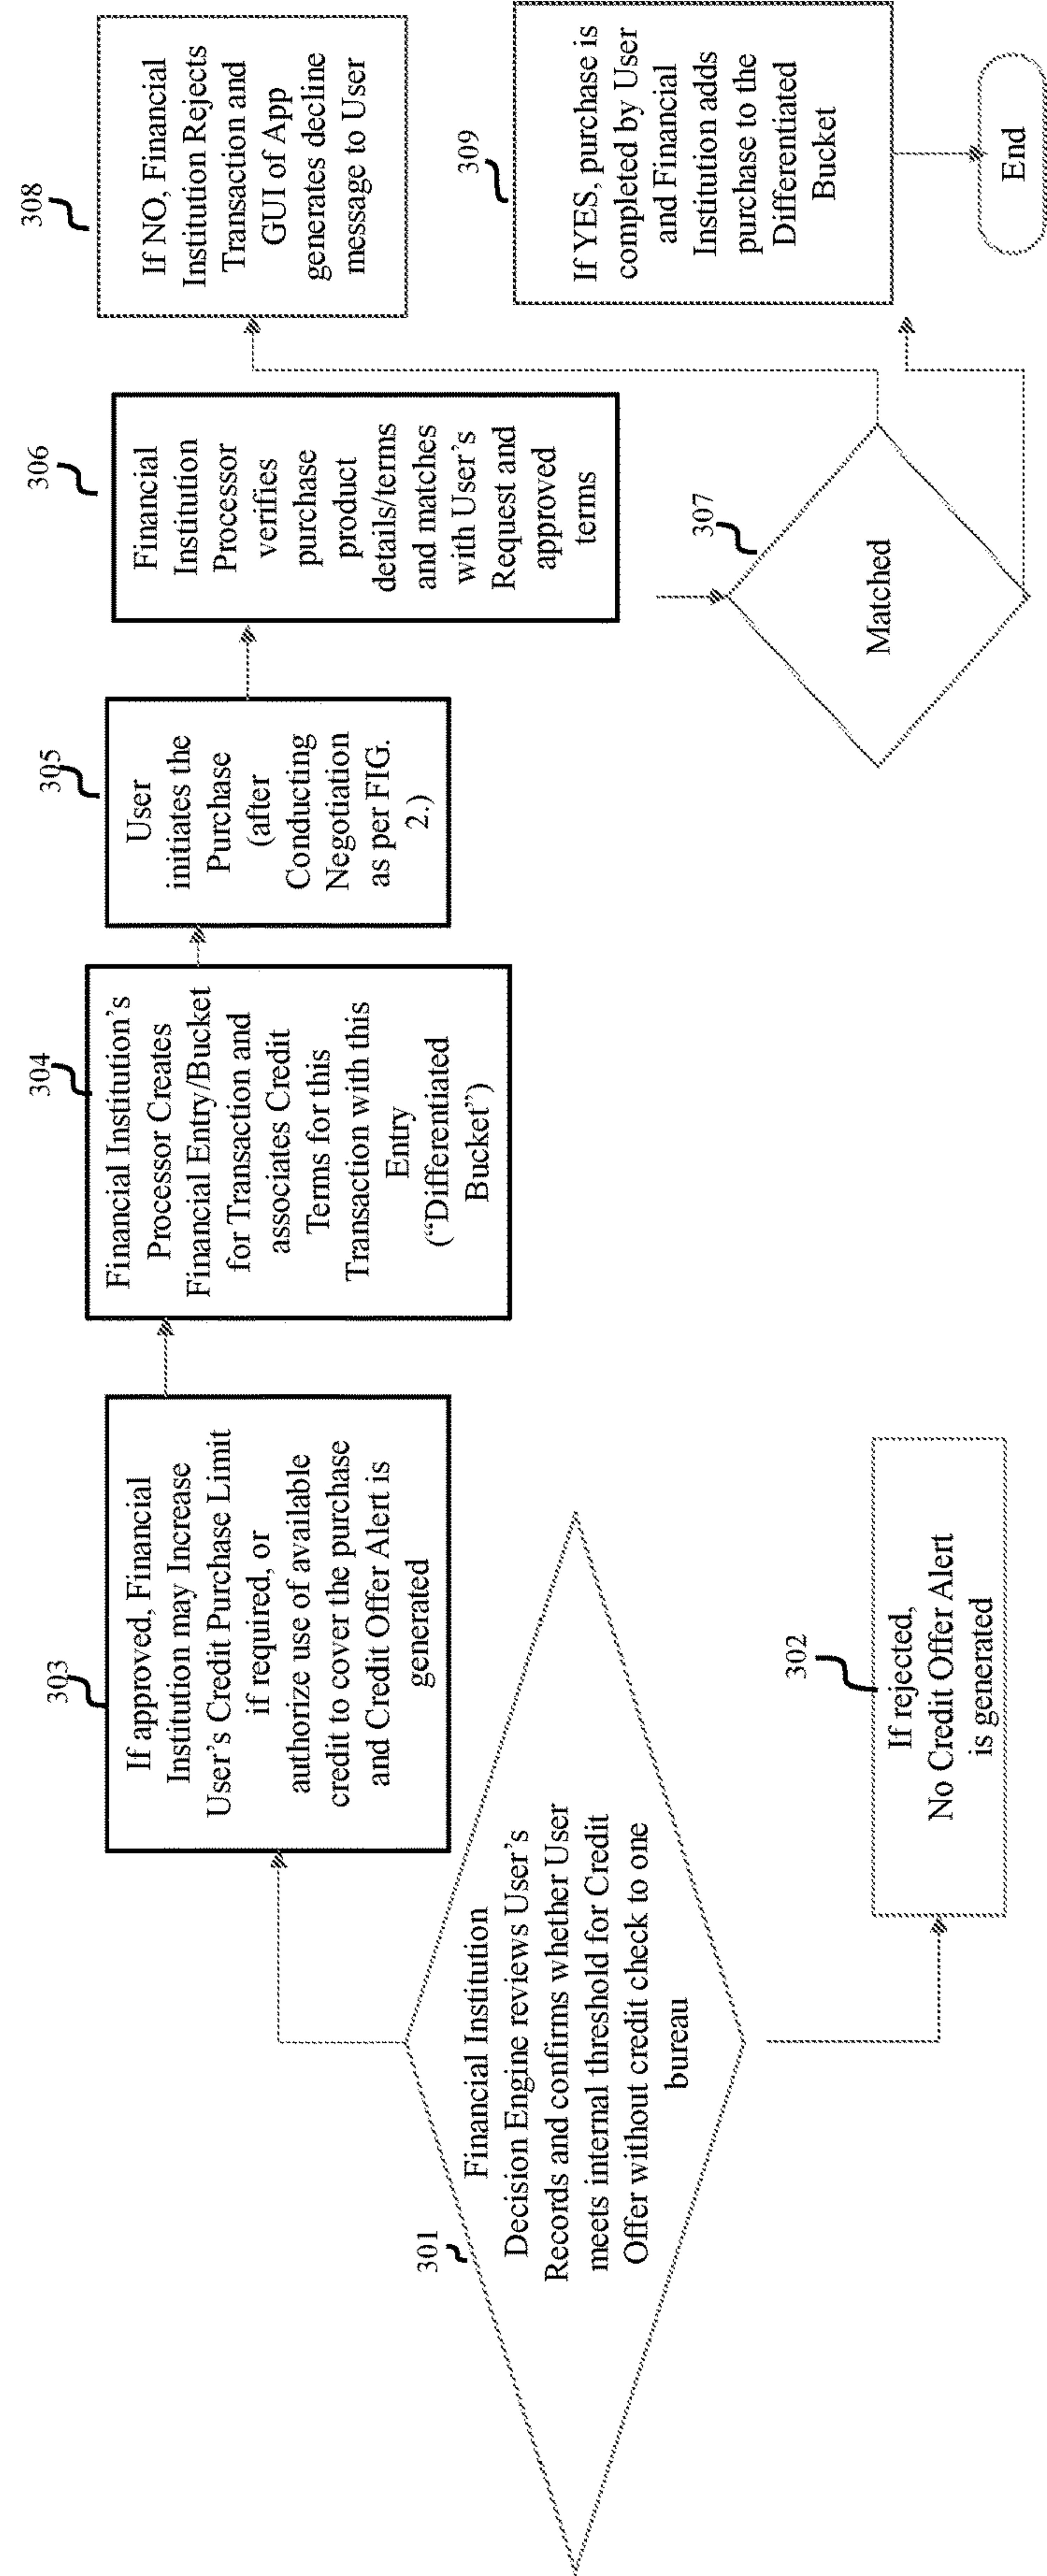 301
Financial Institution
Decision Engine reviews User's
Records and confirms whether User
meets internal threshold for Credit
Offer without credit check to one
bureau
302
If rejected,
No Credit Offer Alert
is generated
303
If approved, Financial
Institution may Increase
User's Credit Purchase Limit
if required, or
authorize use of available
credit to cover the purchase
and Credit Offer Alert is
generated
304
Financial Institution's
Processor Creates
Financial Entry/Bucket
for Transaction and
associates Credit
Terms for this
Transaction with this
Entry
(“Differentiated
Bucket”)
305
User
initiates the
Purchase
(after
Conducting
Negotiation
as per FIG.
2.)
306
Financial
Institution
Processor
verifies
purchase
product
details/terms
and matches
with User's
Request and
approved
terms
307
Matched
308
If NO, Financial
Institution Rejects
Transaction and
GUI of App
generates decline
message to User
309
If YES, purchase is
completed by User
and Financial
Institution adds
purchase to the
Differentiated
Bucket
End